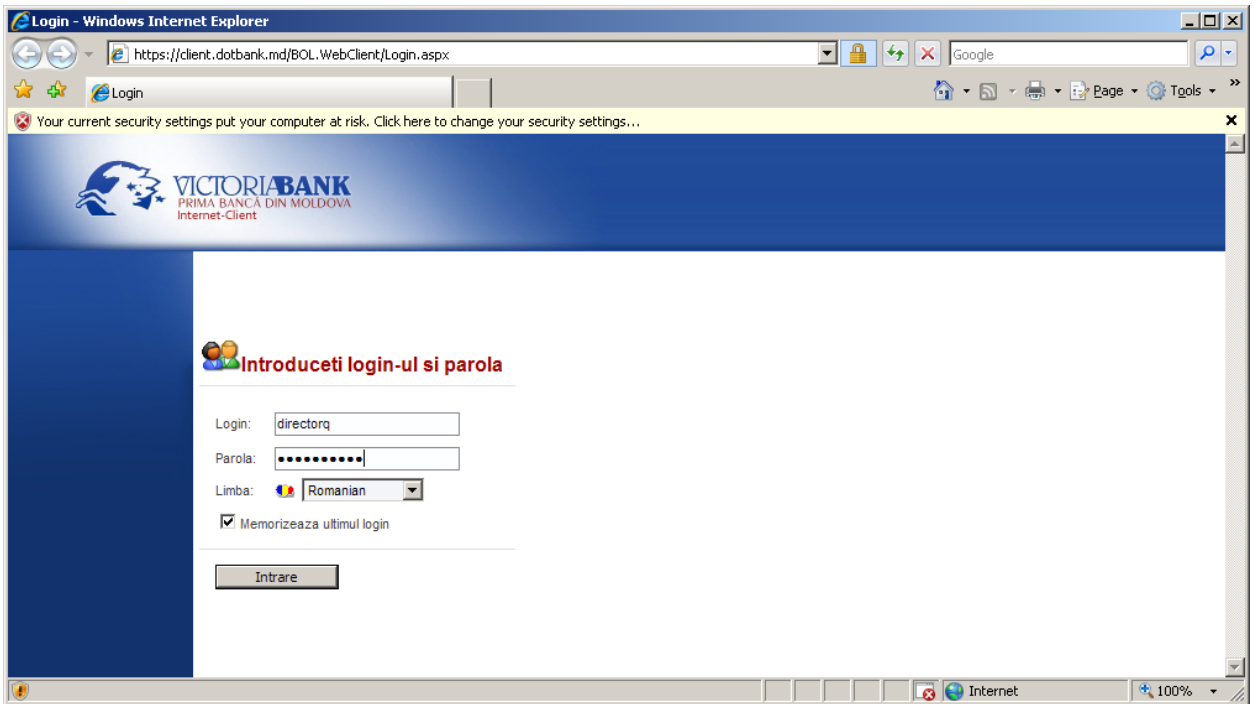 Login - Windows Internet Explorer
https://client.dotbank.md/BOL.WebClient/Login.aspx
Google
Login
Page
Tools
»
Your current security settings put your computer at risk. Click here to change your security settings...
VICTORIABANK
PRIMA BANCĂ DIN MOLDOVA
Internet-Client
Introduceti login-ul si parola
Login: directorq
Parola: ••••••••••
Limba: Romanian
Memorizeaza ultimul login
Intrare
Internet
100%